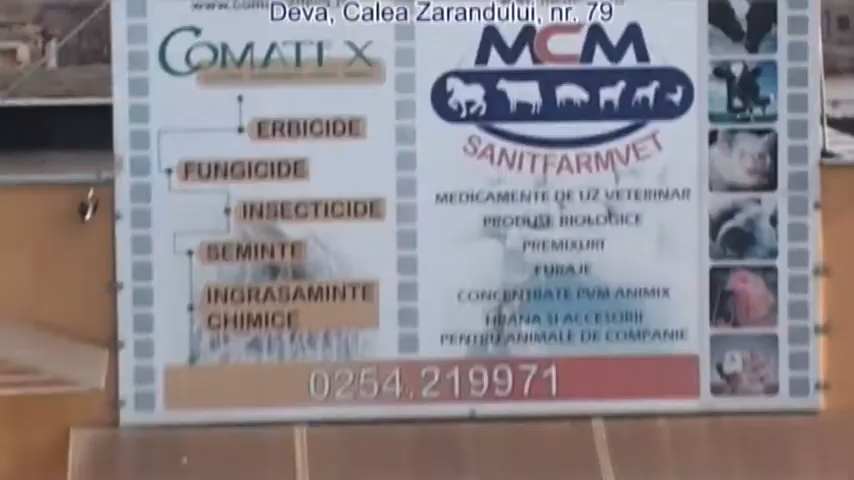 Deva, Calea Zarandului, nr. 79
COMATEX
ERBICIDE
FUNGICIDE
INSECTICIDE
SEMINTE
INGRASAMINTE
CHIMICE
MCM
SANITFARMVET
MEDICAMENTE DE UZ VETERINAR
PRODUSE BIOLOGICE
PREMIXURI
FURAJE
CONCENTRATE PVM-ANIMIX
HRANA SI ACCESORII
PENTRU ANIMALE DE COMPANIE
0254.219971